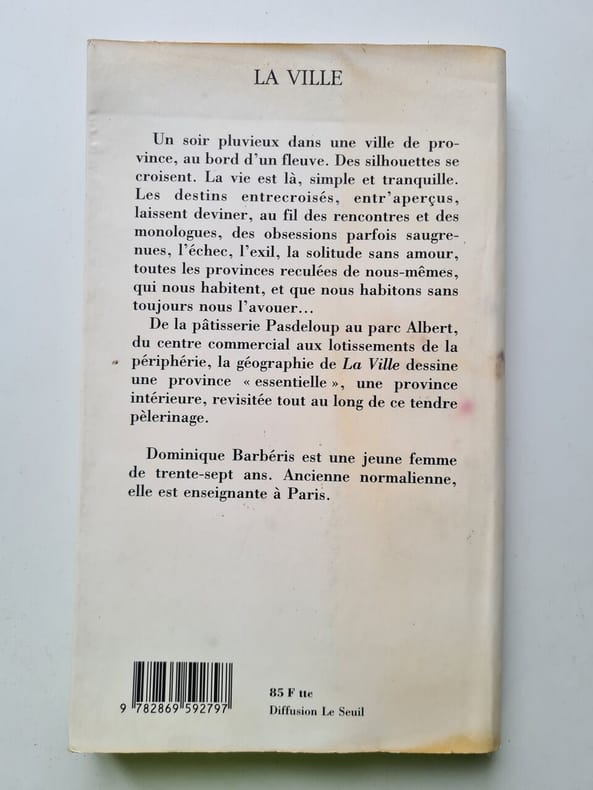 LA VILLE
Un soir pluvieux dans une ville de pro-
vince, au bord d'un fleuve. Des silhouettes se
croisent. La vie est là, simple et tranquille.
Les destins entrecroisés, entr'aperçus,
laissent deviner, au fil des rencontres et des
monologues, des obsessions parfois saugre-
nues, l'échec, l'exil, la solitude sans amour,
toutes les provinces reculées de nous-mêmes,
qui nous habitent, et que nous habitons sans
toujours nous l'avouer...
De la pâtisserie Pasdeloup au parc Albert,
du centre commercial aux lotissements de la
périphérie, la géographie de La Ville dessine
une province « essentielle », une province
intérieure, revisitée tout au long de ce tendre
pèlerinage.
Dominique Barbéris est une jeune femme
de trente-sept ans. Ancienne normalienne,
elle est enseignante à Paris.
9 782869 592797
85 F ttc
Diffusion Le Seuil